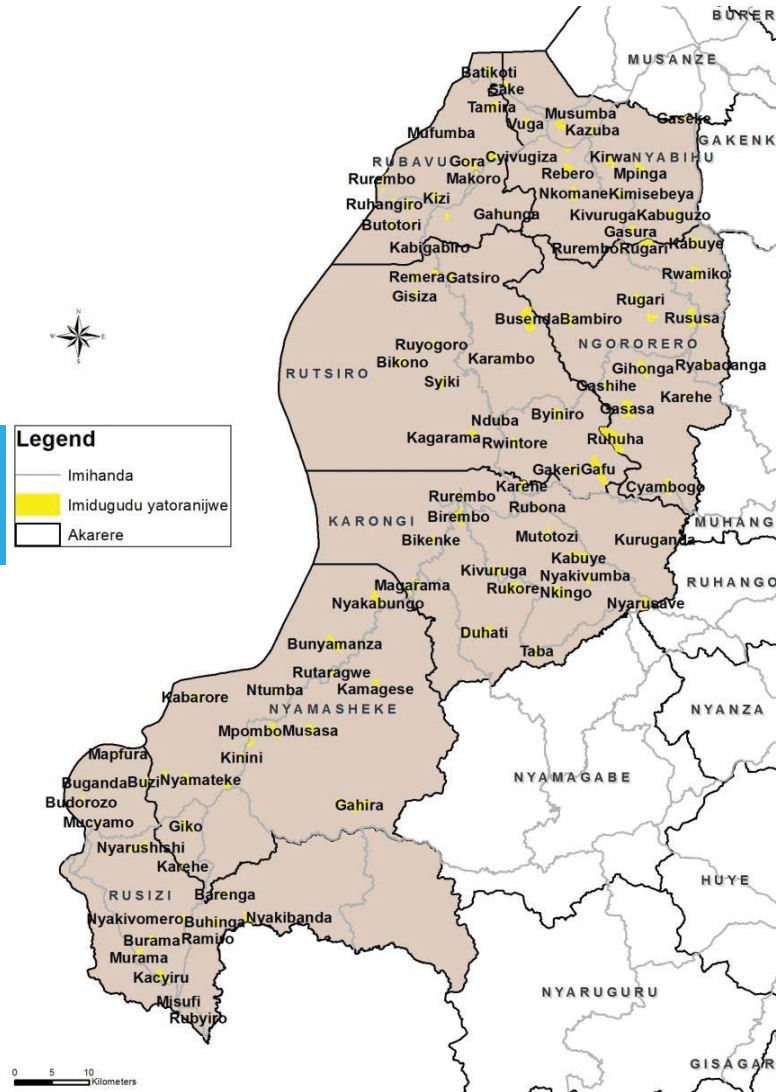 BURER
MUSANZE
Batikoti
Sake
Tamira
Musumba
Gaseke
Vuga
Kazuba
Mufumba
GAKENK
RUBAVU
Gora
Cyivugiza
Kirwa
NYABIHU
Makoro
Rebero
Mpinga
Rurembo
Kizi
Nkomane
Kimisebeya
Ruhangiro
Gahunga
Kivuruga
Kabuguzo
Butotori
Gasura
Kabigabiro
Rurembo
Rugari
Kabuye
Remera
Gatsiro
Rwamiko
Gisiza
Rugari
Busenda
Bambiro
Rususa
N
W
E
S
Ruyogoro
NGORORERO
Bikono
Karambo
Gihonga
Ryabadanga
RUTSIRO
Syiki
Gashihe
Karehe
Nduba
Byiniro
Gasasa
Legend
Kagarama
Rwintore
Ruhuha
Imihanda
Gakeri
Gafu
Imidugudu yatoranijwe
Karehe
Cyambogo
Rurembo
Rubona
Akarere
KARONGI
Birembo
MUHANG
Bikenke
Mutotozi
Kuruganda
Kabuye
Kivuruga
Nyakivumba
RUHANGO
Magarama
Rukore
Nkingo
Nyakabungo
Nyarusave
Duhati
Bunyamanza
Taba
Rutaragwe
Ntumba
Kamagese
Kabarore
NYAMASHEKE
NYANZA
Mpombo
Musasa
Mapfura
Kinini
Buganda
Buzi
Nyamateke
NYAMAGABE
Budorozo
Gahira
Mucyamo
Giko
Nyarushishi
Karehe
HUYE
RUSIZI
Barenga
Nyakivomero
Buhinga
Nyakibanda
Burama
Ramiro
Murama
Kacyiru
NYARUGURU
Misufi
Rubyiro
GISAGAR
0 5 10
Kilometers